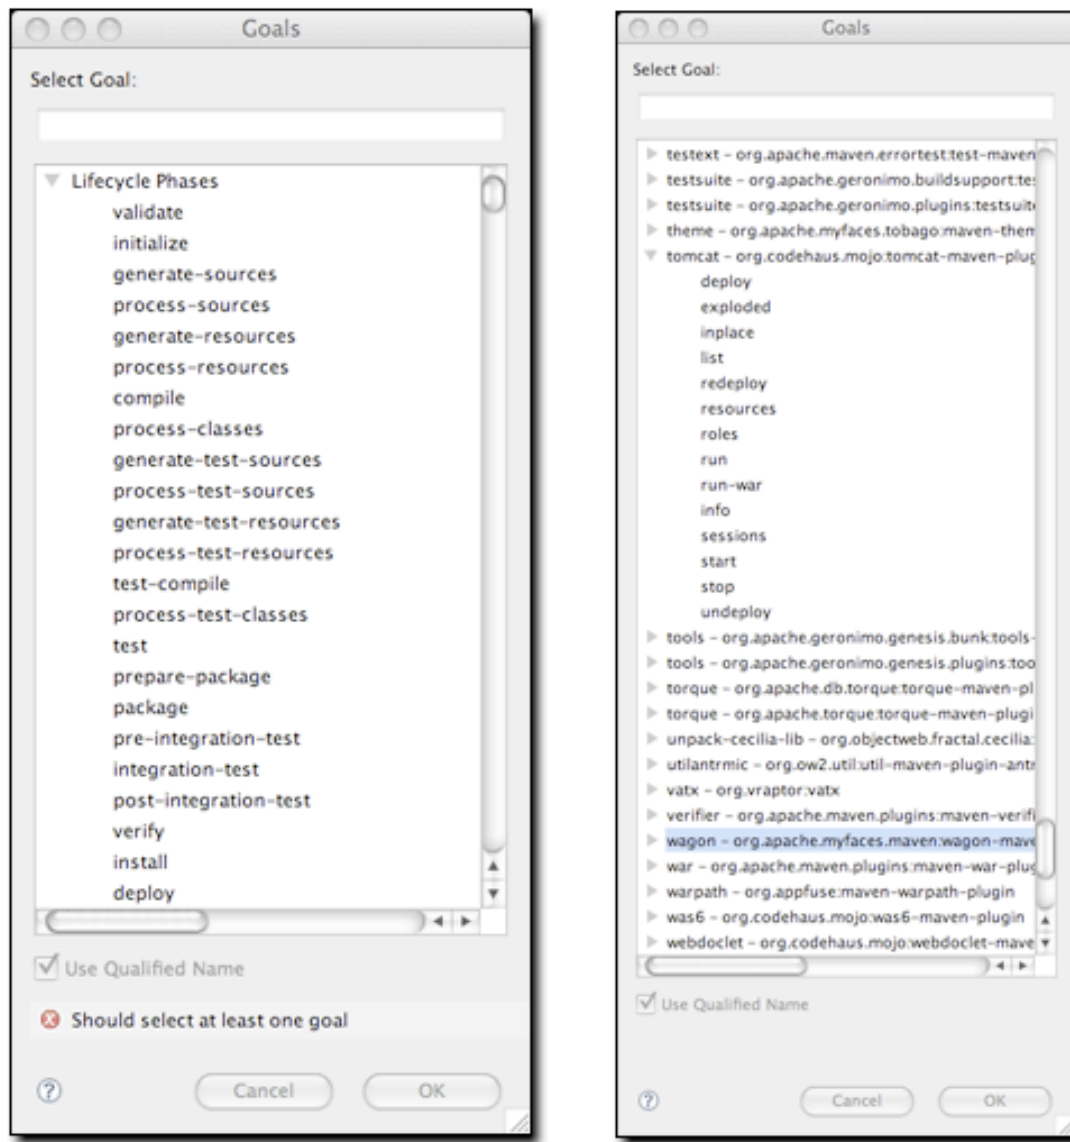 Goals
Select Goal:
Lifecycle Phases
validate
initialize
generate-sources
process-sources
generate-resources
process-resources
compile
process-classes
generate-test-sources
process-test-sources
generate-test-resources
process-test-resources
test-compile
process-test-classes
test
prepare-package
package
pre-integration-test
integration-test
post-integration-test
verify
install
deploy
Use Qualified Name
Should select at least one goal
Cancel
OK
Goals
Select Goal:
testext - org.apache.maven.errortest:test-maven
testsuite - org.apache.geronimo.buildsupport:tes
testsuite - org.apache.geronimo.plugins:testsuite
theme - org.apache.myfaces.tobago:maven-them
tomcat - org.codehaus.mojo:tomcat-maven-plug
deploy
exploded
inplace
list
redeploy
resources
roles
run
run-war
info
sessions
start
stop
undeploy
tools - org.apache.geronimo.genesis.bunk:tools-
tools - org.apache.geronimo.genesis.plugins:too
torque - org.apache.db.torque:torque-maven-pl
torque - org.apache.torque:torque-maven-plugi
unpack-cecilia-lib - org.objectweb.fractal.cecilia:
utilantrmic - org.ow2.util:util-maven-plugin-antr
vatx - org.vraptor:vatx
verifier - org.apache.maven.plugins:maven-verifi
wagon - org.apache.myfaces.maven:wagon-mave
war - org.apache.maven.plugins:maven-war-plug
warpath - org.appfuse:maven-warpath-plugin
was6 - org.codehaus.mojo:was6-maven-plugin
webdoclet - org.codehaus.mojo:webdoclet-mave
Use Qualified Name
Cancel
OK